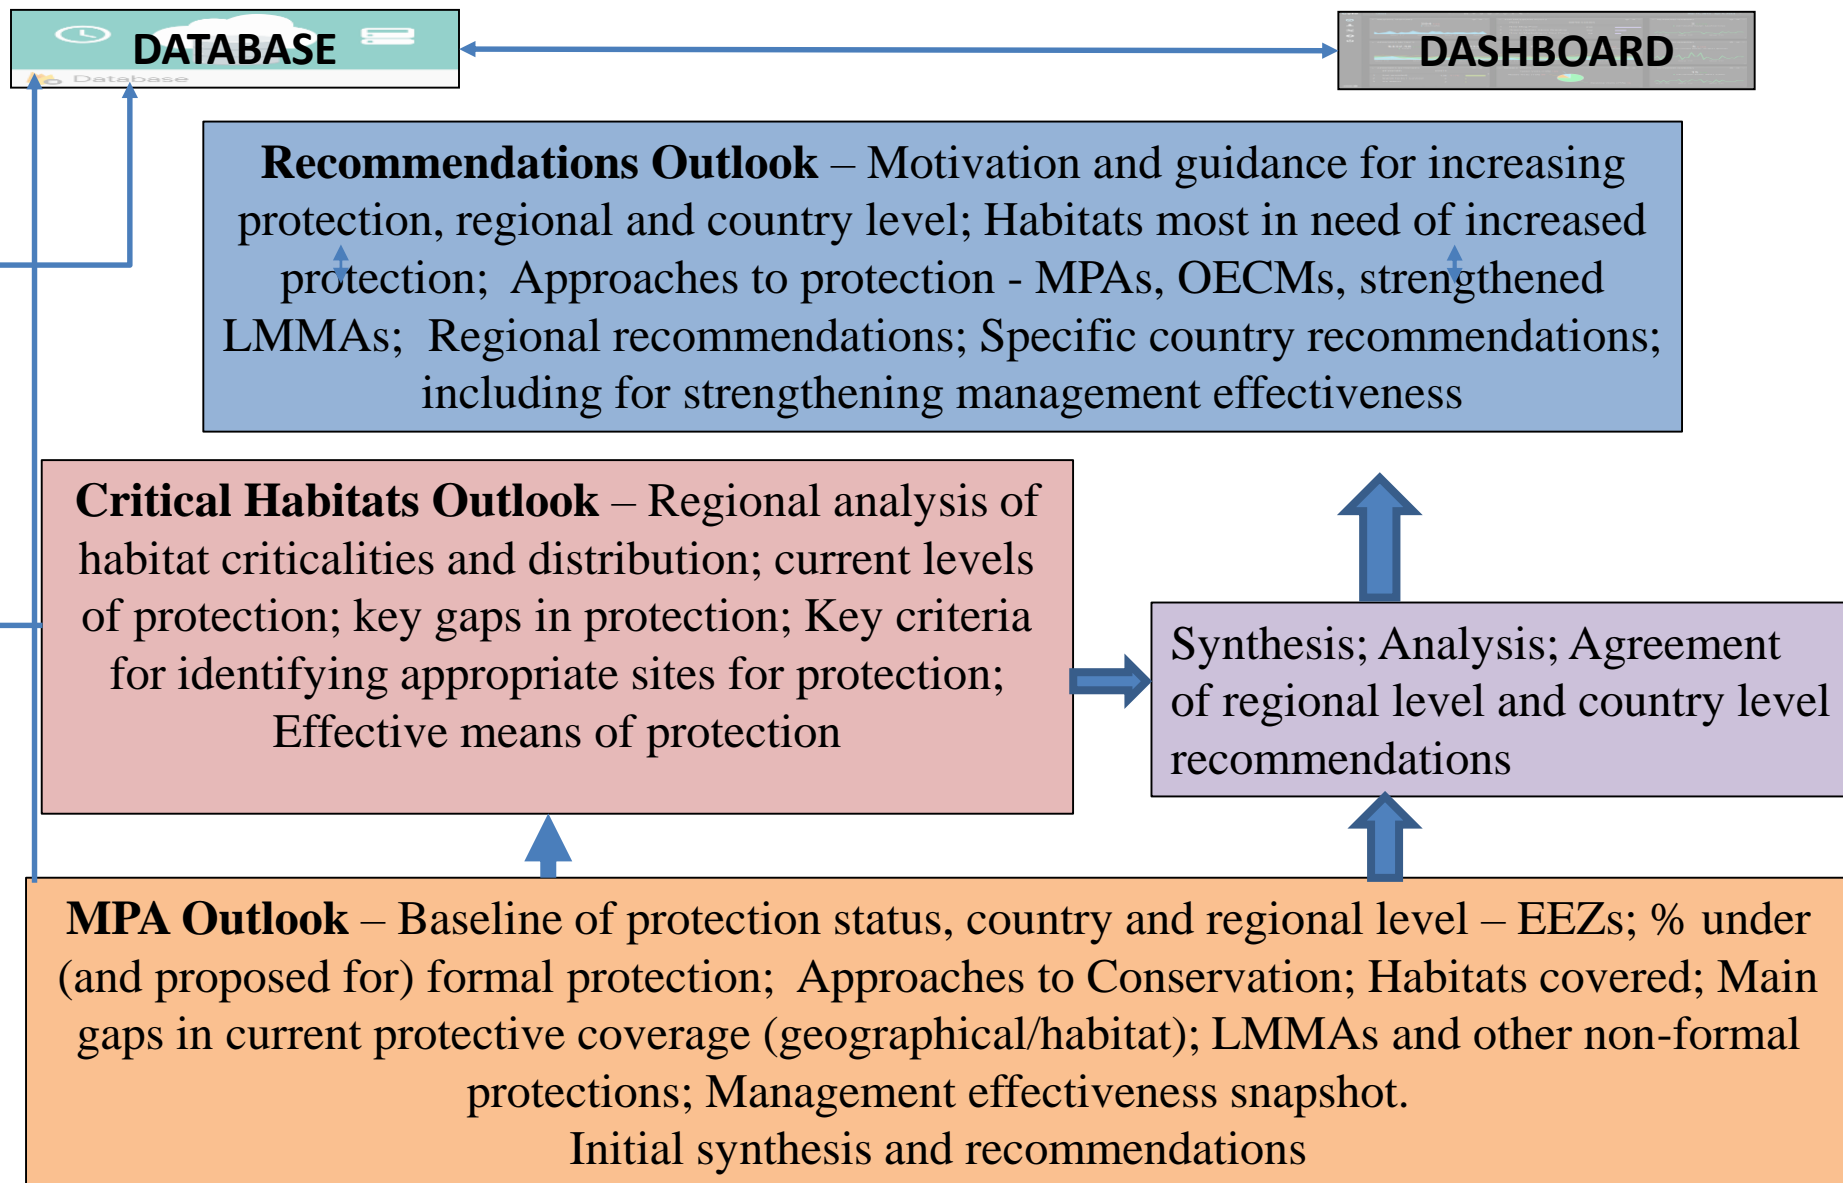 DATABASE
Database
DASHBOARD
Recommendations Outlook – Motivation and guidance for increasing
protection, regional and country level; Habitats most in need of increased
protection;  Approaches to protection - MPAs, OECMs, strengthened
LMMAs;  Regional recommendations; Specific country recommendations;
including for strengthening management effectiveness
Critical Habitats Outlook – Regional analysis of
habitat criticalities and distribution; current levels
of protection; key gaps in protection; Key criteria
for identifying appropriate sites for protection;
Effective means of protection
Synthesis; Analysis; Agreement
of regional level and country level
recommendations
MPA Outlook – Baseline of protection status, country and regional level – EEZs; % under
(and proposed for) formal protection;  Approaches to Conservation; Habitats covered; Main
gaps in current protective coverage (geographical/habitat); LMMAs and other non-formal
protections; Management effectiveness snapshot.
Initial synthesis and recommendations